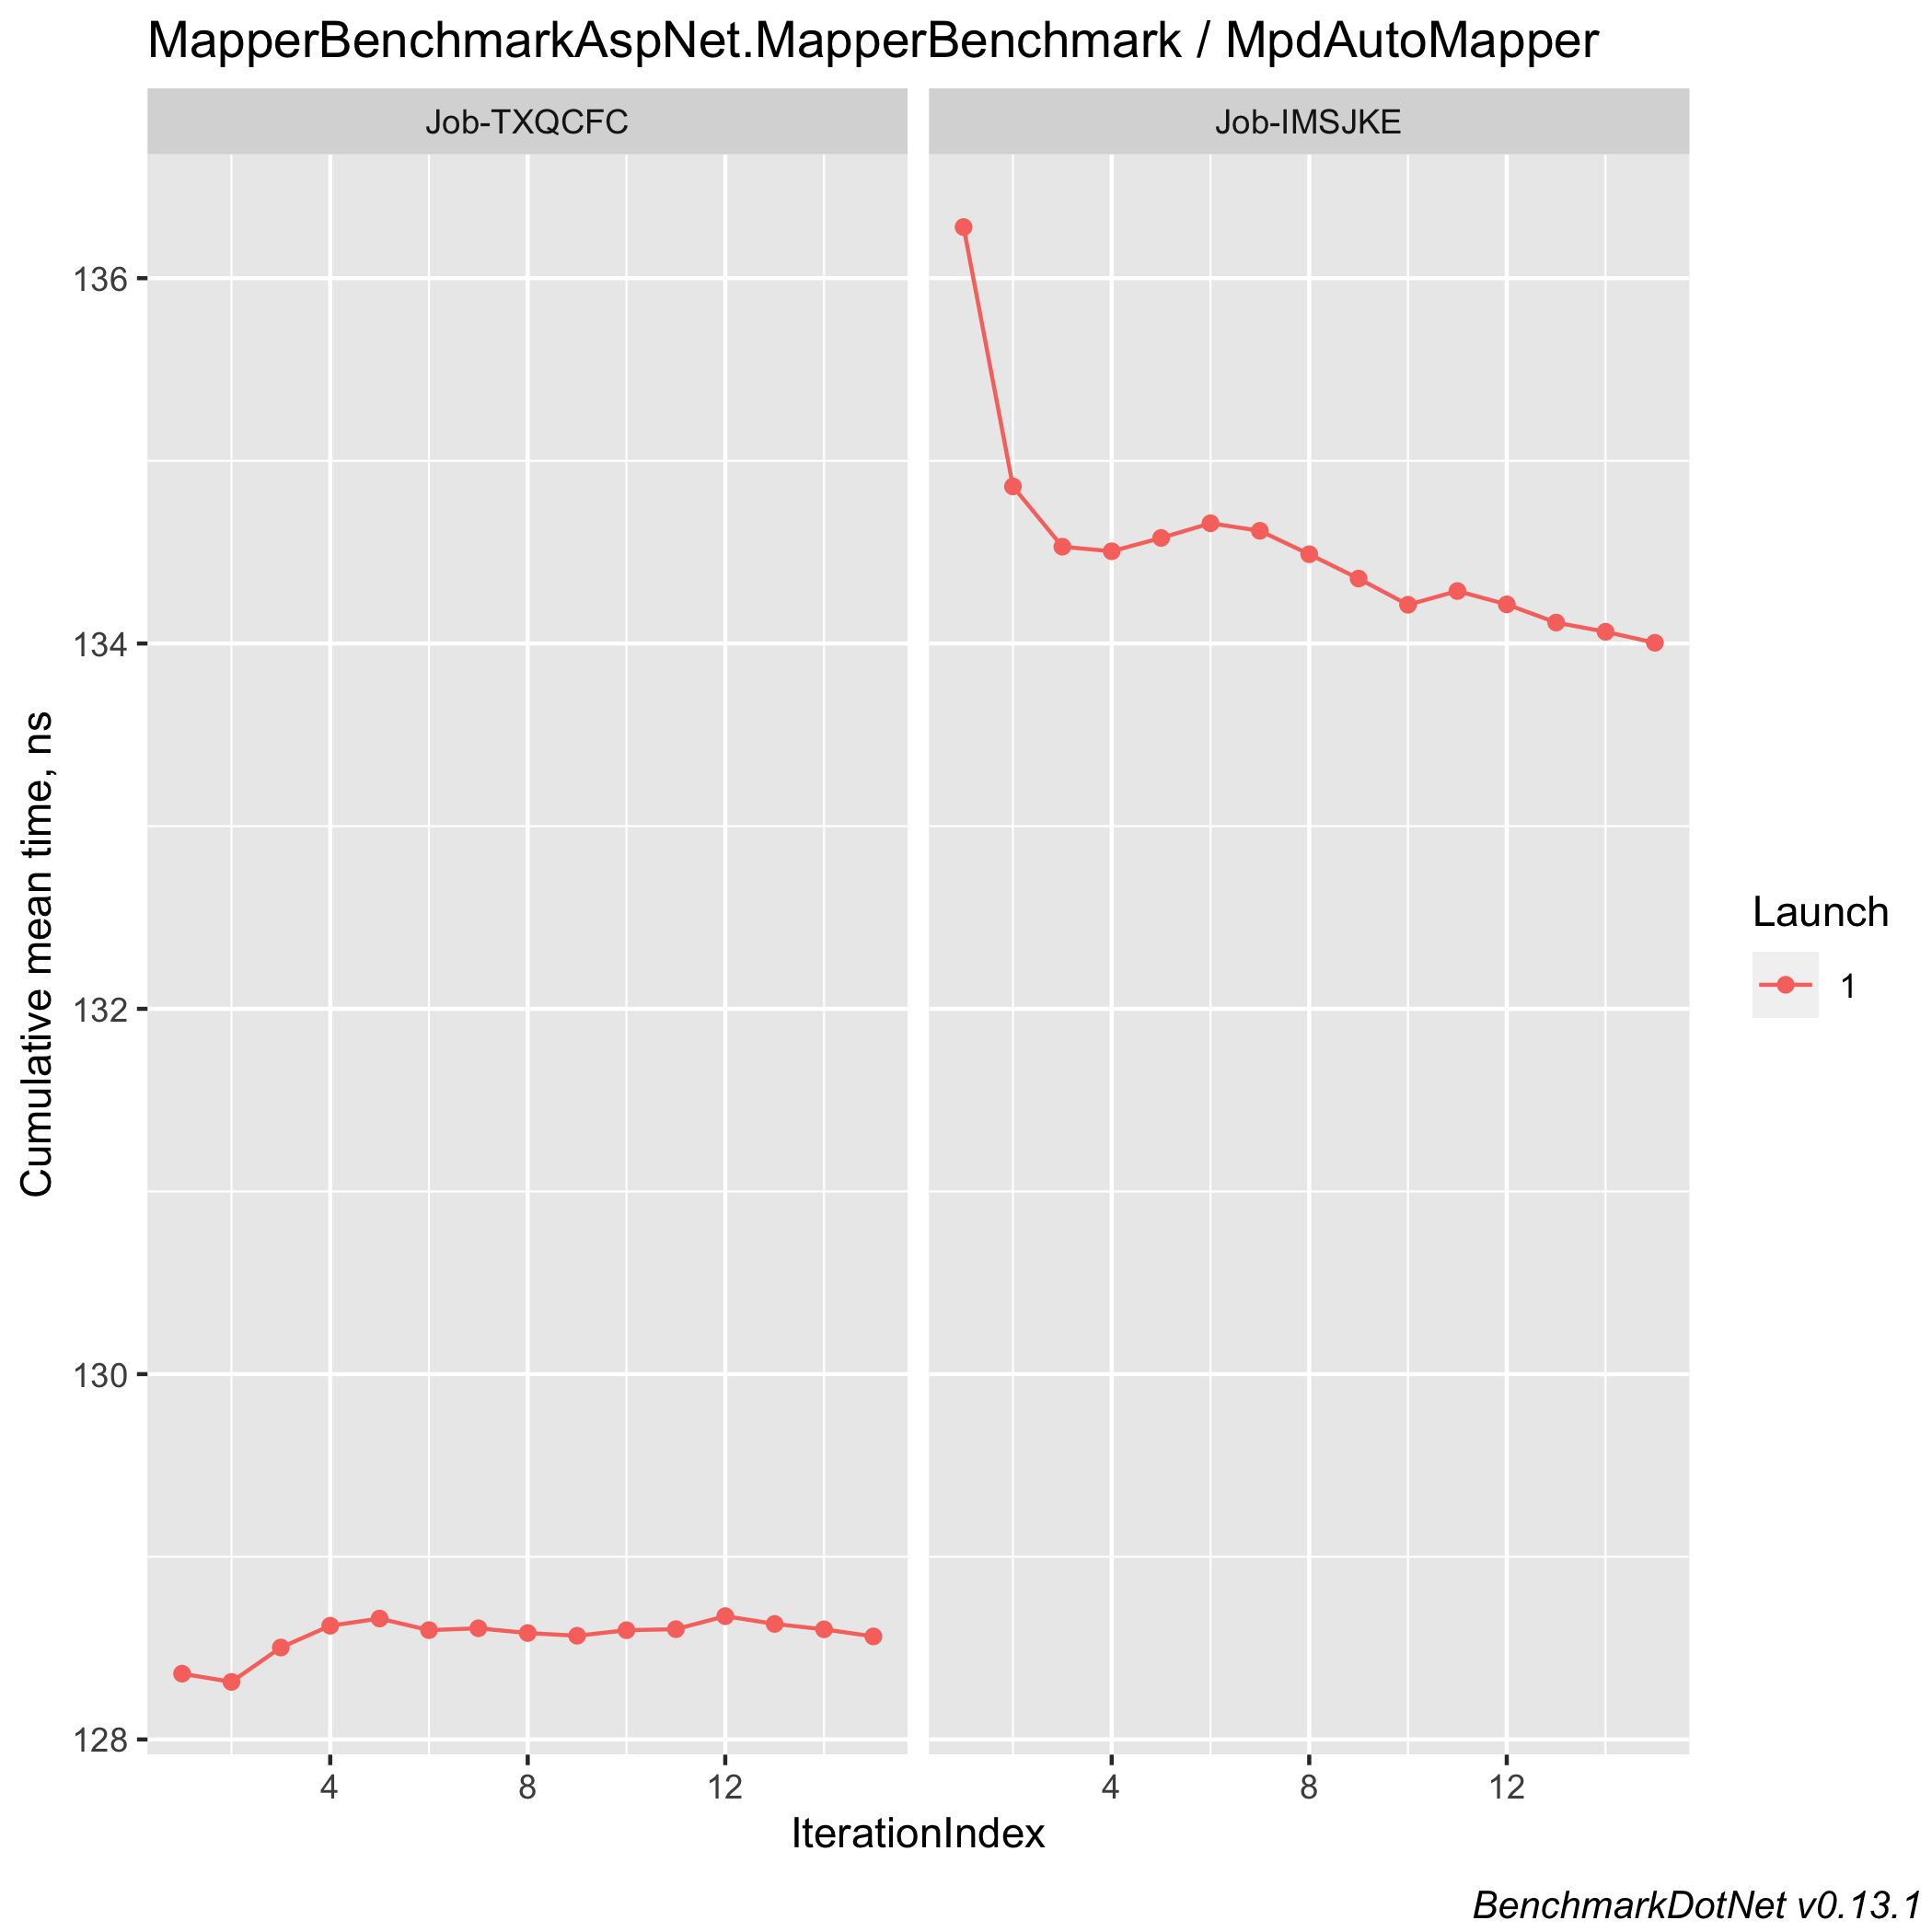 MapperBenchmarkAspNet.MapperBenchmark / MpdAutoMapper
Job-TXQCFC
Job-IMSJKE
136
134
132
130
128
Cumulative mean time, ns
4
8
12
4
8
12
IterationIndex
Launch
1
BenchmarkDotNet v0.13.1